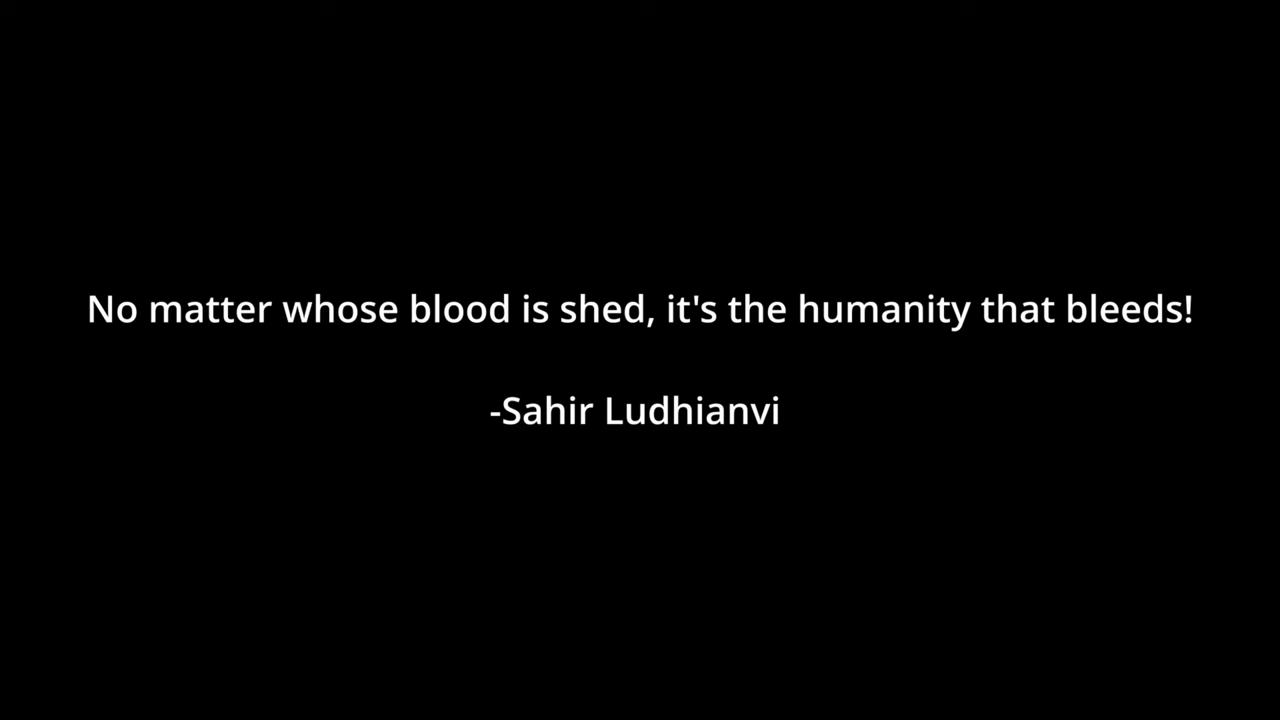 No matter whose blood is shed, it's the humanity that bleeds!
-Sahir Ludhianvi